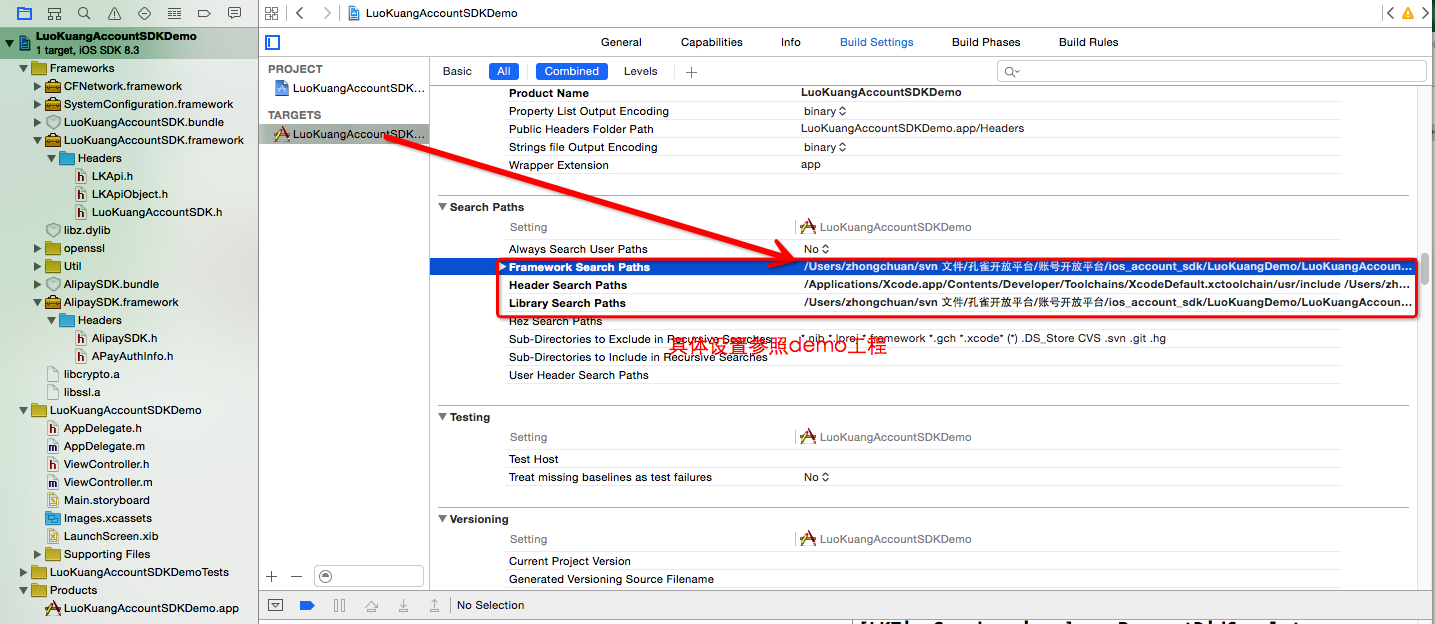 LuoKuangAccountSDKDemo
LuoKuangAccountSDKDemo
1 target, iOS SDK 8.3
Frameworks
CFNetwork.framework
SystemConfiguration.framework
LuoKuangAccountSDK.bundle
LuoKuangAccountSDK.framework
Headers
LKApi.h
LKApiObject.h
LuoKuangAccountSDK.h
libz.dylib
openssl
Util
AlipaySDK.bundle
AlipaySDK.framework
Headers
AlipaySDK.h
APayAuthInfo.h
libcrypto.a
libssl.a
LuoKuangAccountSDKDemo
AppDelegate.h
AppDelegate.m
ViewController.h
ViewController.m
Main.storyboard
Images.xcassets
LaunchScreen.xib
Supporting Files
LuoKuangAccountSDKDemoTests
Products
LuoKuangAccountSDKDemo.app
PROJECT
LuoKuangAccountSDK...
TARGETS
LuoKuangAccountSDK...
General Capabilities Info Build Settings Build Phases Build Rules
Basic All Combined Levels
Product Name LuoKuangAccountSDKDemo
Property List Output Encoding binary
Public Headers Folder Path LuoKuangAccountSDKDemo.app/Headers
Strings file Output Encoding binary
Wrapper Extension app
Search Paths
Setting LuoKuangAccountSDKDemo
Always Search User Paths No
Framework Search Paths /Users/zhongchuan/svn 文件/孔雀开放平台/账号开放平台/ios_account_sdk/LuoKuangDemo/LuoKuangAccoun...
Header Search Paths /Applications/Xcode.app/Contents/Developer/Toolchains/XcodeDefault.xctoolchain/usr/include /Users/zh...
Library Search Paths /Users/zhongchuan/svn 文件/孔雀开放平台/账号开放平台/ios_account_sdk/LuoKuangDemo/LuoKuangAccoun...
Rez Search Paths
Sub-Directories to Exclude in Recursive Searches *.nib *.lproj *.framework *.gch *.xcode* (*) .DS_Store CVS .svn .git .hg
具体设置参照demo工程
Sub-Directories to Include in Recursive Searches
User Header Search Paths
Testing
Setting LuoKuangAccountSDKDemo
Test Host
Treat missing baselines as test failures No
Versioning
Setting LuoKuangAccountSDKDemo
Current Project Version
Generated Versioning Source Filename
No Selection